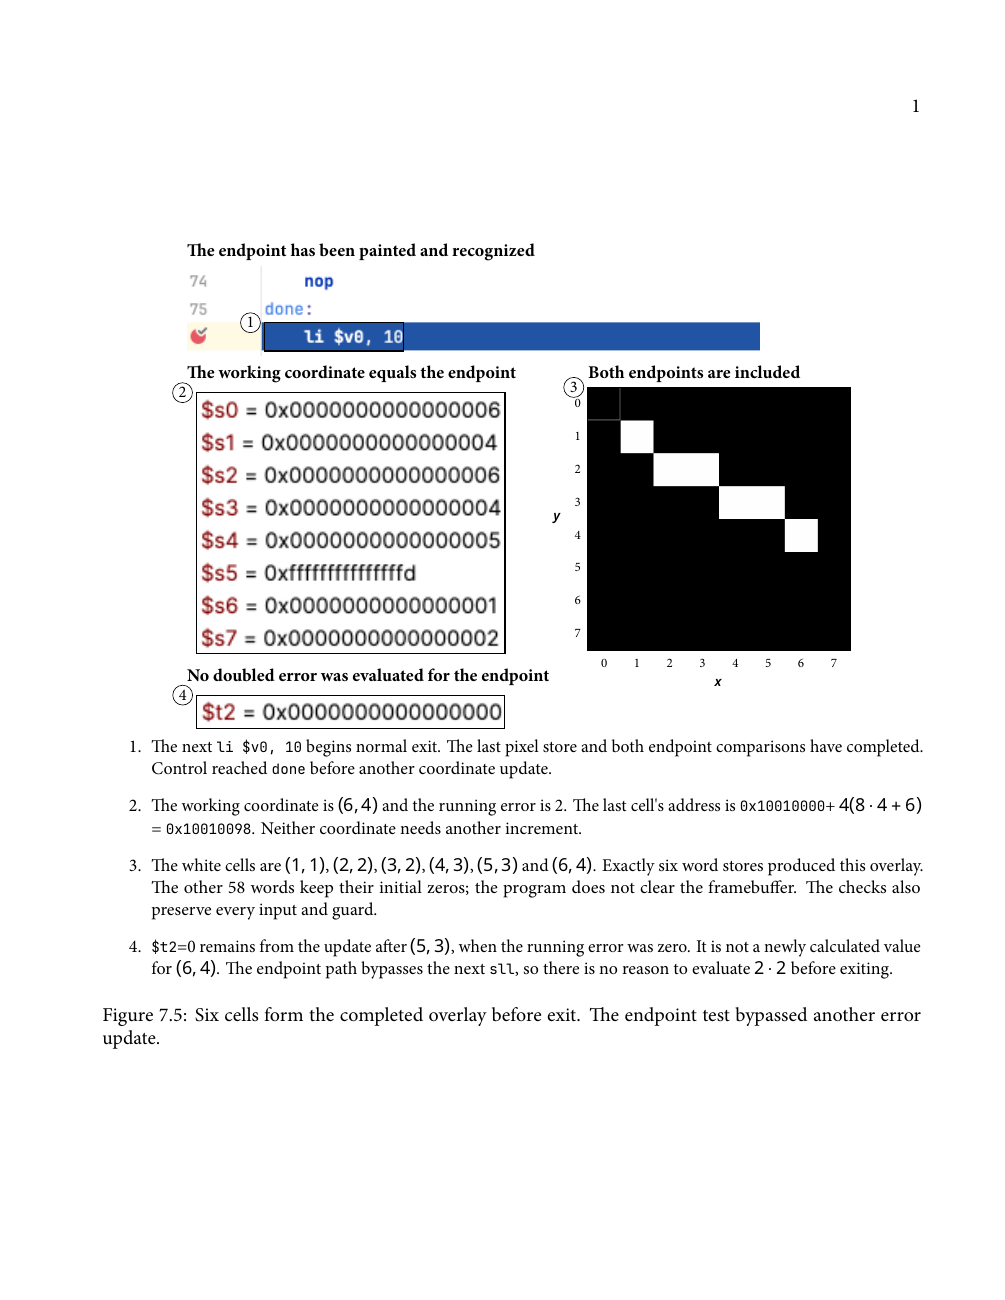 1
The endpoint has been painted and recognized
74 nop
75 done:
1
li $v0, 10
The working coordinate equals the endpoint
2
$s0 = 0x0000000000000006
$s1 = 0x0000000000000004
$s2 = 0x0000000000000006
$s3 = 0x0000000000000004
$s4 = 0x0000000000000005
$s5 = 0xfffffffffffffffd
$s6 = 0x0000000000000001
$s7 = 0x0000000000000002
Both endpoints are included
3
0
1
2
3
y
4
5
6
7
0 1 2 3 4 5 6 7
x
No doubled error was evaluated for the endpoint
4
$t2 = 0x0000000000000000
1. The next li $v0, 10 begins normal exit. The last pixel store and both endpoint comparisons have completed.
Control reached done before another coordinate update.
2. The working coordinate is (6, 4) and the running error is 2. The last cell's address is 0x10010000+ 4(8 · 4 + 6)
= 0x10010098. Neither coordinate needs another increment.
3. The white cells are (1, 1), (2, 2), (3, 2), (4, 3), (5, 3) and (6, 4). Exactly six word stores produced this overlay.
The other 58 words keep their initial zeros; the program does not clear the framebuffer. The checks also
preserve every input and guard.
4. $t2=0 remains from the update after (5, 3), when the running error was zero. It is not a newly calculated value
for (6, 4). The endpoint path bypasses the next sll, so there is no reason to evaluate 2 · 2 before exiting.
Figure 7.5: Six cells form the completed overlay before exit. The endpoint test bypassed another error
update.